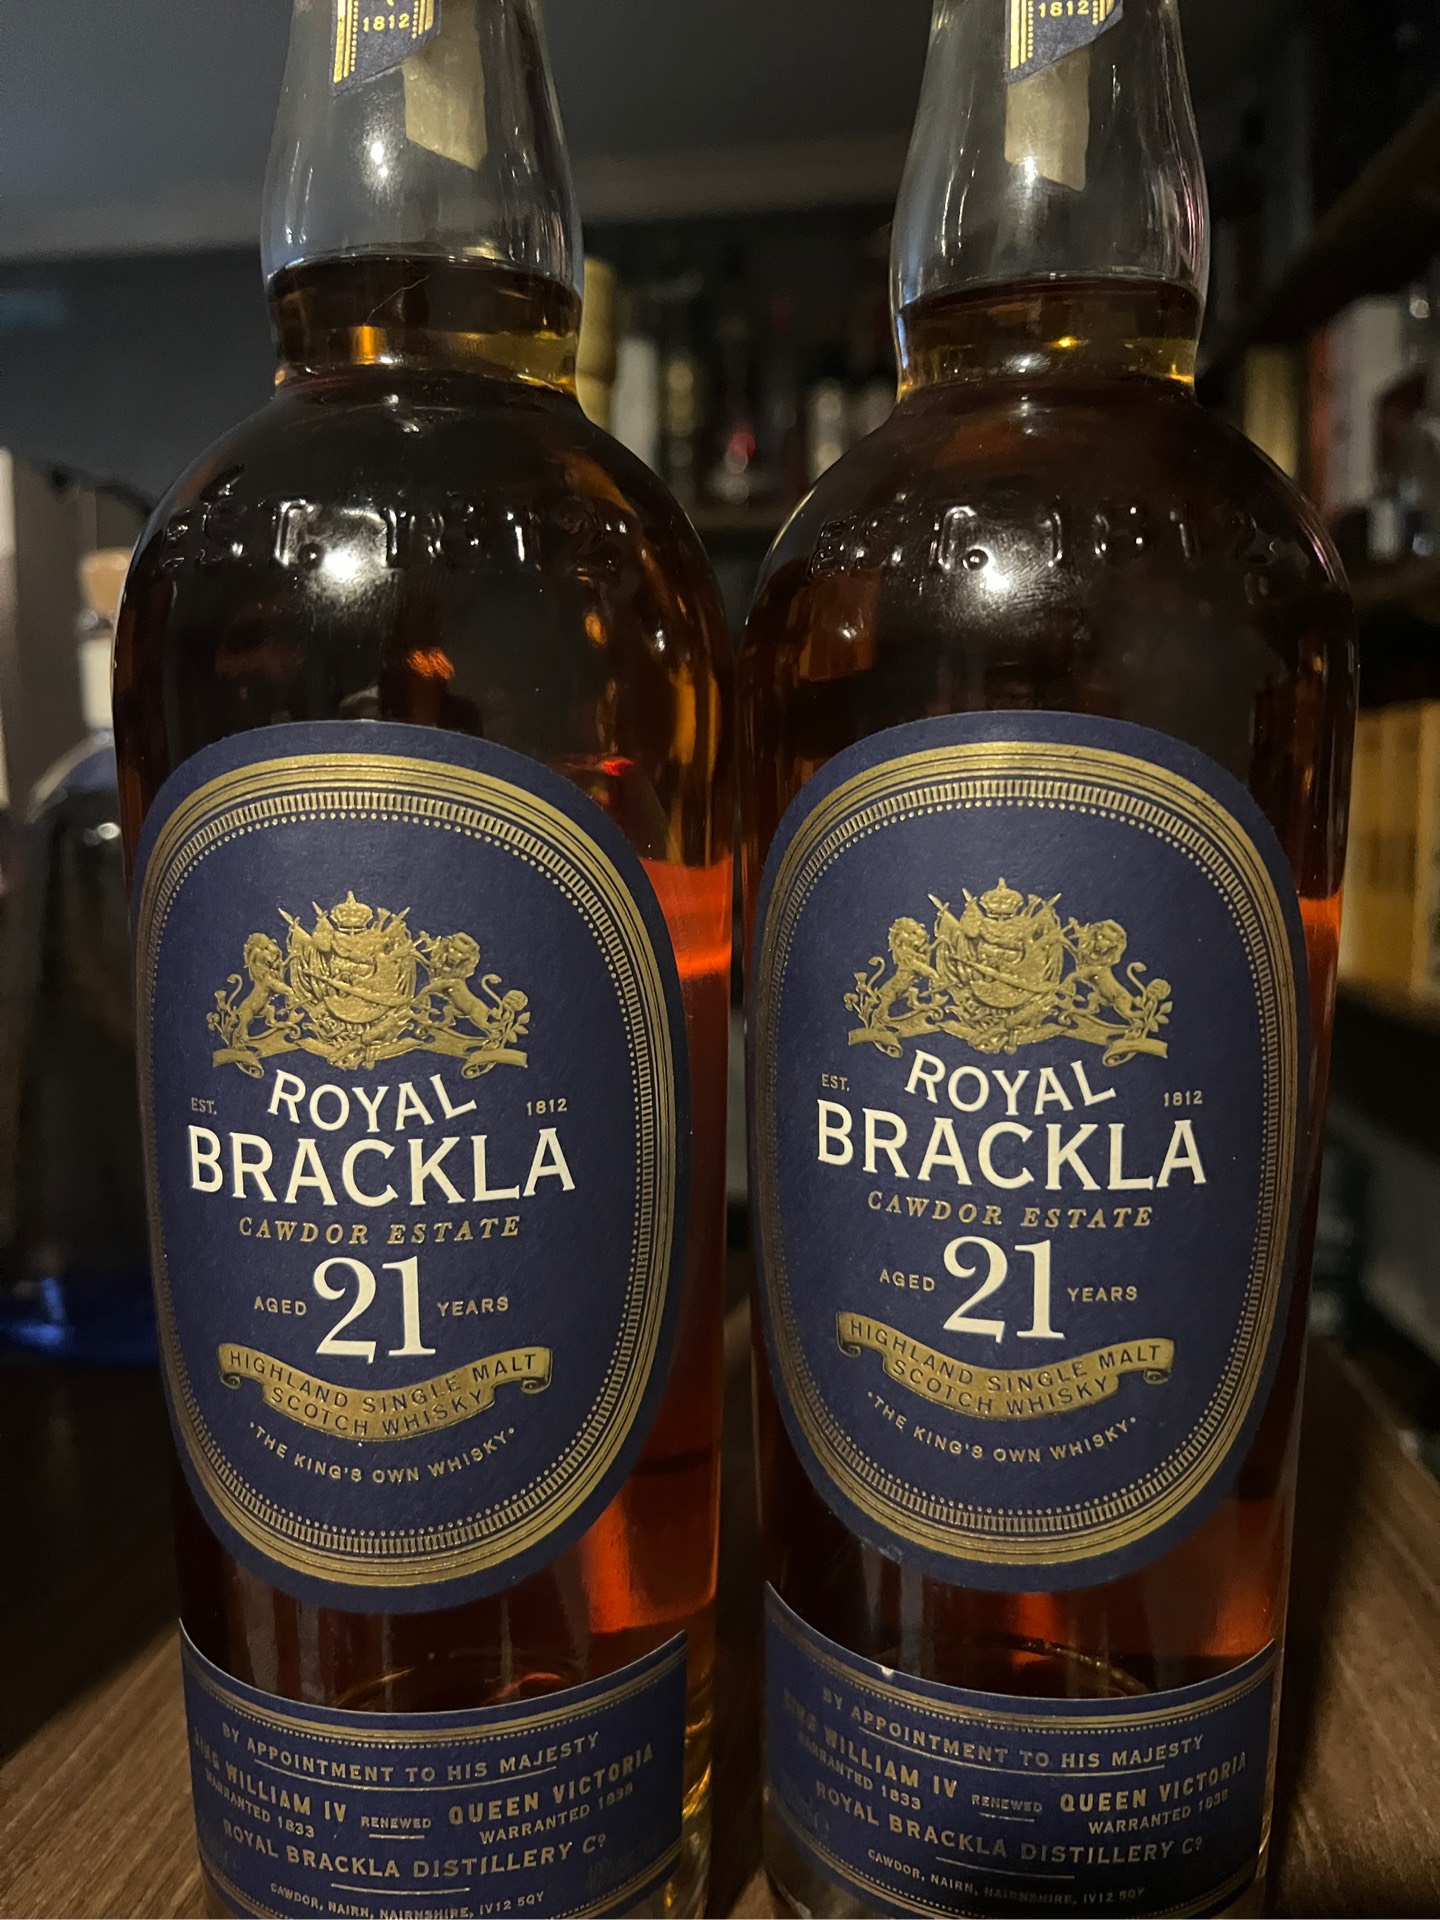 1812
EST. 1812
ROYAL
EST. 1812
BRACKLA
CAWDOR ESTATE
AGED 21 YEARS
HIGHLAND SINGLE MALT
SCOTCH WHISKY
•THE KING'S OWN WHISKY•
BY APPOINTMENT TO HIS MAJESTY
KING WILLIAM IV RENEWED QUEEN VICTORIA
WARRANTED 1833 WARRANTED 1838
ROYAL BRACKLA DISTILLERY Co
CAWDOR, NAIRN, NAIRNSHIRE, IV12 5QY
1812
EST. 1812
ROYAL
EST. 1812
BRACKLA
CAWDOR ESTATE
AGED 21 YEARS
HIGHLAND SINGLE MALT
SCOTCH WHISKY
•THE KING'S OWN WHISKY•
BY APPOINTMENT TO HIS MAJESTY
KING WILLIAM IV RENEWED QUEEN VICTORIA
WARRANTED 1833 WARRANTED 1838
ROYAL BRACKLA DISTILLERY Co
CAWDOR, NAIRN, NAIRNSHIRE, IV12 5QY